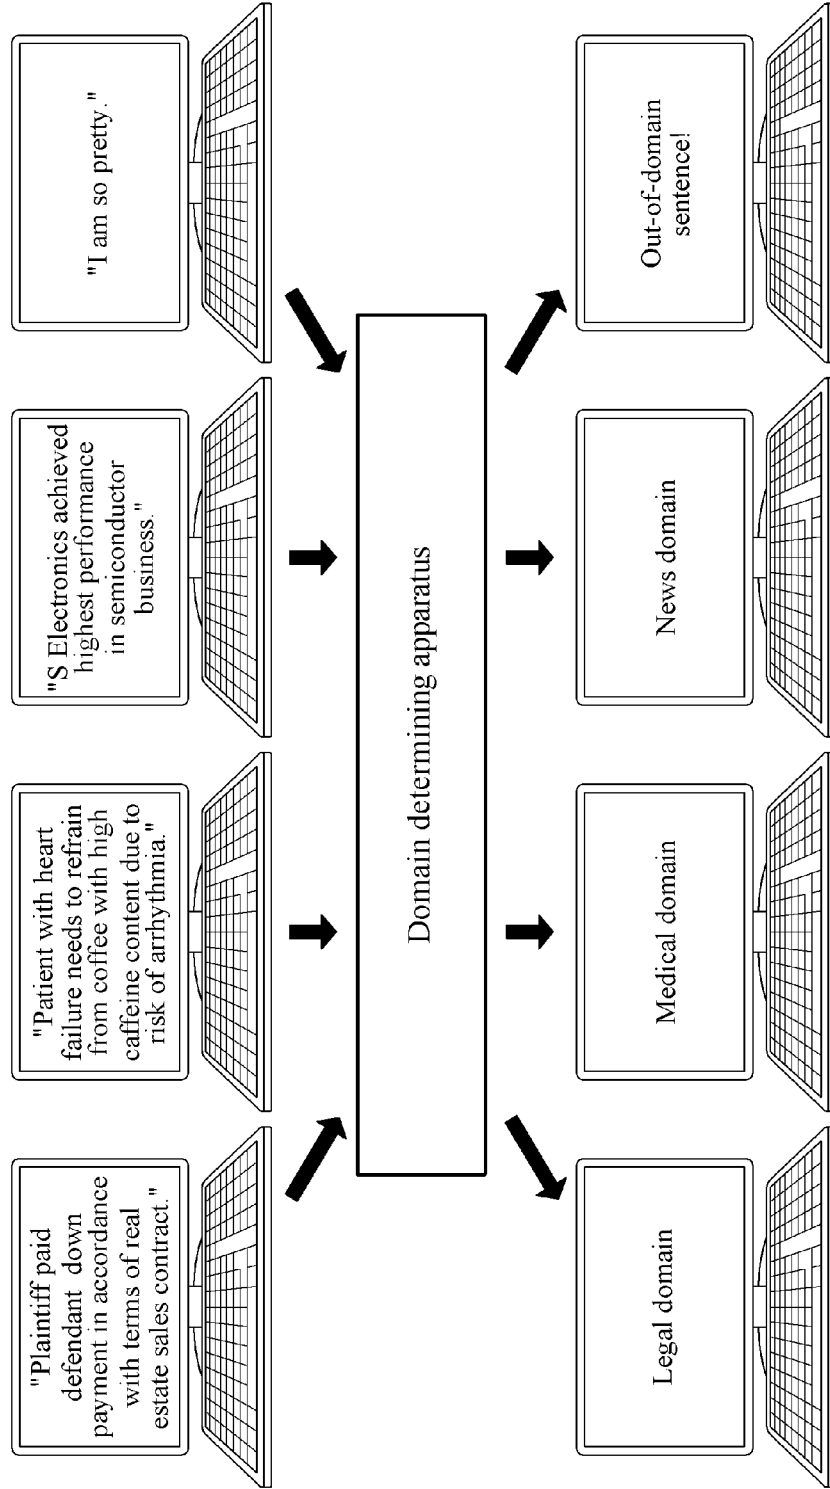 "Plaintiff paid
defendant down
payment in accordance
with terms of real
estate sales contract."
"Patient with heart
failure needs to refrain
from coffee with high
caffeine content due to
risk of arrhythmia."
"S Electronics achieved
highest performance
in semiconductor
business."
"I am so pretty."
Domain determining apparatus
Legal domain
Medical domain
News domain
Out-of-domain
sentence!